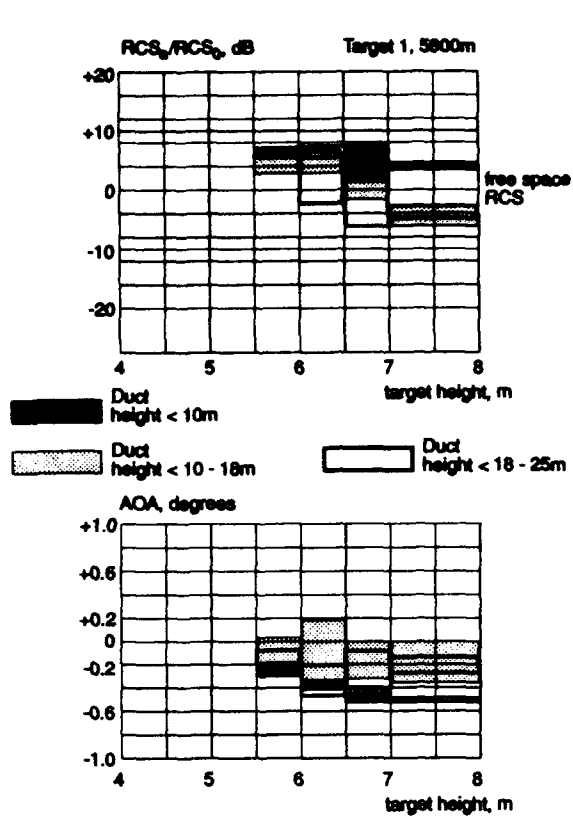 RCSa/RCS0, dB
Target 1, 5800m
+20
+10
0
-10
-20
free space
RCS
4 5 6 7 8
target height, m
Duct
height < 10m
Duct
height < 10 - 18m
Duct
height < 18 - 25m
AOA, degrees
+1.0
+0.6
+0.2
0
-0.2
-0.6
-1.0
4 5 6 7 8
target height, m